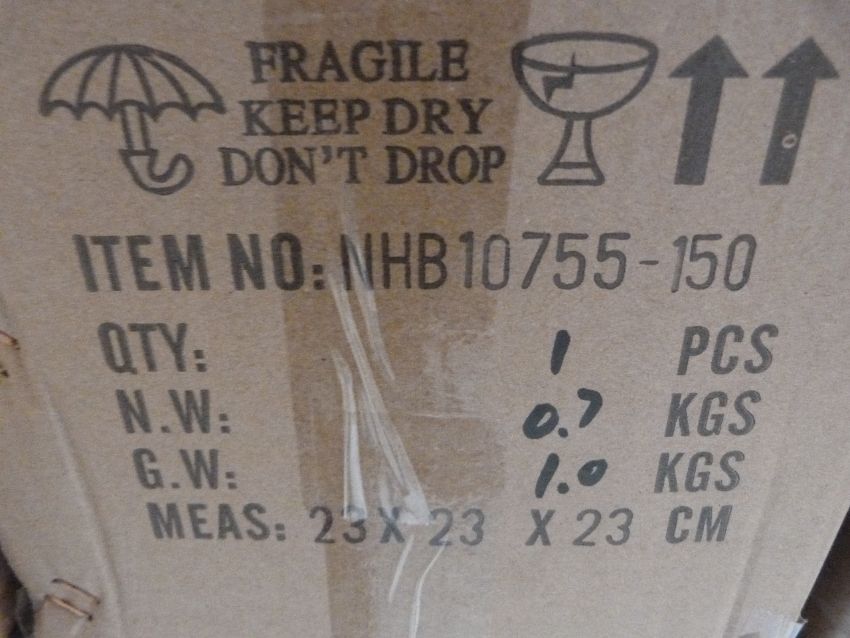 FRAGILE
KEEP DRY
DON'T DROP
ITEM NO: NHB10755-150
QTY: 1 PCS
N.W: 0.7 KGS
G.W: 1.0 KGS
MEAS: 23 X 23 X 23 CM